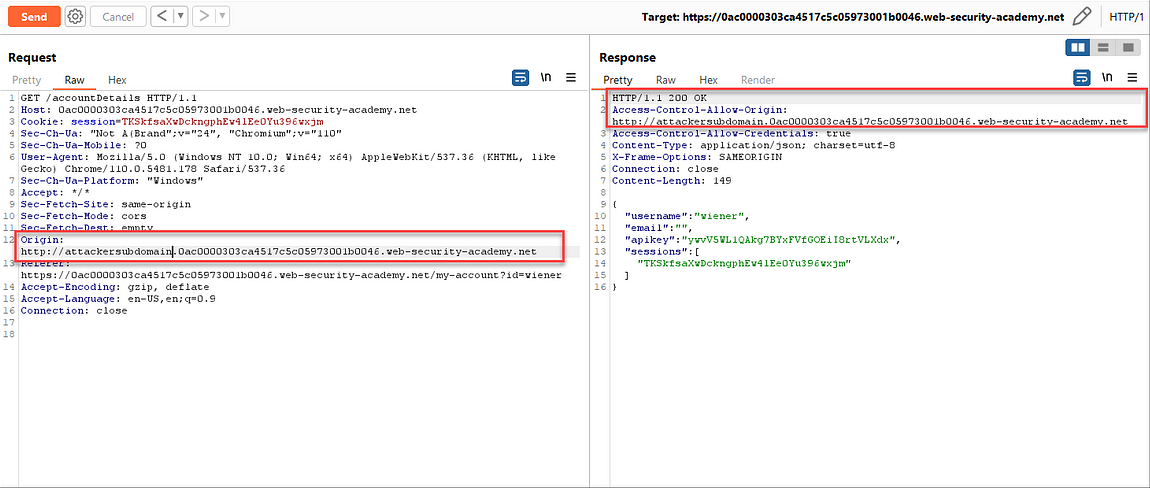 Send Cancel < ▼ > ▼ Target: https://0ac0000303ca4517c5c05973001b0046.web-security-academy.net HTTP/1
Request
Pretty Raw Hex \n
1 GET /accountDetails HTTP/1.1
2 Host: 0ac0000303ca4517c5c05973001b0046.web-security-academy.net
3 Cookie: session=TKSkfsaXwDckngphEw41Ee0Yu396wxjm
4 Sec-Ch-Ua: "Not A(Brand";v="24", "Chromium";v="110"
5 Sec-Ch-Ua-Mobile: ?0
6 User-Agent: Mozilla/5.0 (Windows NT 10.0; Win64; x64) AppleWebKit/537.36 (KHTML, like
Gecko) Chrome/110.0.5481.178 Safari/537.36
7 Sec-Ch-Ua-Platform: "Windows"
8 Accept: */*
9 Sec-Fetch-Site: same-origin
10 Sec-Fetch-Mode: cors
11 Sec-Fetch-Dest: empty
12 Origin:
http://attackersubdomain.0ac0000303ca4517c5c05973001b0046.web-security-academy.net
13 Referer:
https://0ac0000303ca4517c5c05973001b0046.web-security-academy.net/my-account?id=wiener
14 Accept-Encoding: gzip, deflate
15 Accept-Language: en-US,en;q=0.9
16 Connection: close
17
18
Response
Pretty Raw Hex Render \n
1 HTTP/1.1 200 OK
2 Access-Control-Allow-Origin:
http://attackersubdomain.0ac0000303ca4517c5c05973001b0046.web-security-academy.net
3 Access-Control-Allow-Credentials: true
4 Content-Type: application/json; charset=utf-8
5 X-Frame-Options: SAMEORIGIN
6 Connection: close
7 Content-Length: 149
8
9 {
10 "username":"wiener",
11 "email":"",
12 "apikey":"ywvV5WL1QAkg7BYxFVfGOEiI8rtVLXdx",
13 "sessions":[
14 "TKSkfsaXwDckngphEw41Ee0Yu396wxjm"
15 ]
16 }